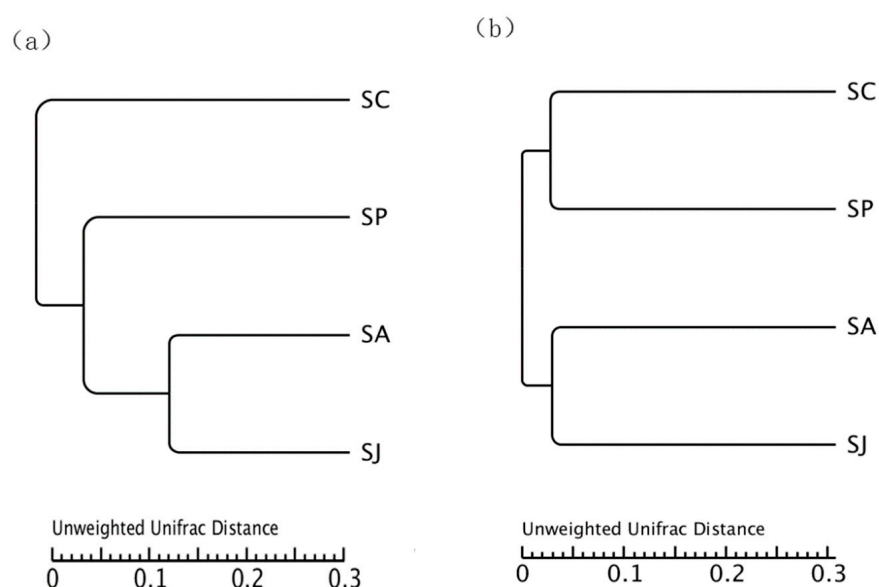 (a)
SC
SP
SA
SJ
Unweighted Unifrac Distance
0 0.1 0.2 0.3
(b)
SC
SP
SA
SJ
Unweighted Unifrac Distance
0 0.1 0.2 0.3